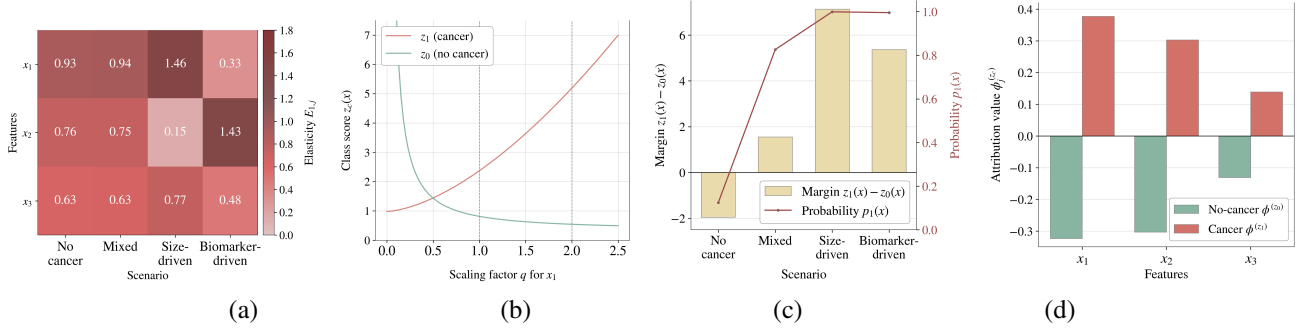 Features
x₁
x₂
x₃
0.93 0.94 1.46 0.33
0.76 0.75 0.15 1.43
0.63 0.63 0.77 0.48
No cancer
Mixed
Size-driven
Biomarker-driven
Scenario
1.8
1.6
1.4
1.2
1.0
0.8
0.6
0.4
0.2
0.0
Elasticity E₁,ⱼ
(a)
Class score z_c(x)
7
6
5
4
3
2
1
0
z₁ (cancer)
z₀ (no cancer)
0.0 0.5 1.0 1.5 2.0 2.5
Scaling factor q for x₁
(b)
Margin z₁(x) − z₀(x)
6
4
2
0
−2
Margin z₁(x) − z₀(x)
Probability p₁(x)
No cancer
Mixed
Size-driven
Biomarker-driven
Scenario
1.0
0.8
0.6
0.4
0.2
0.0
Probability p₁(x)
(c)
Attribution value ϕⱼ^(z_c)
0.4
0.3
0.2
0.1
0.0
−0.1
−0.2
−0.3
No-cancer ϕ^(z₀)
Cancer ϕ^(z₁)
x₁ x₂ x₃
Features
(d)